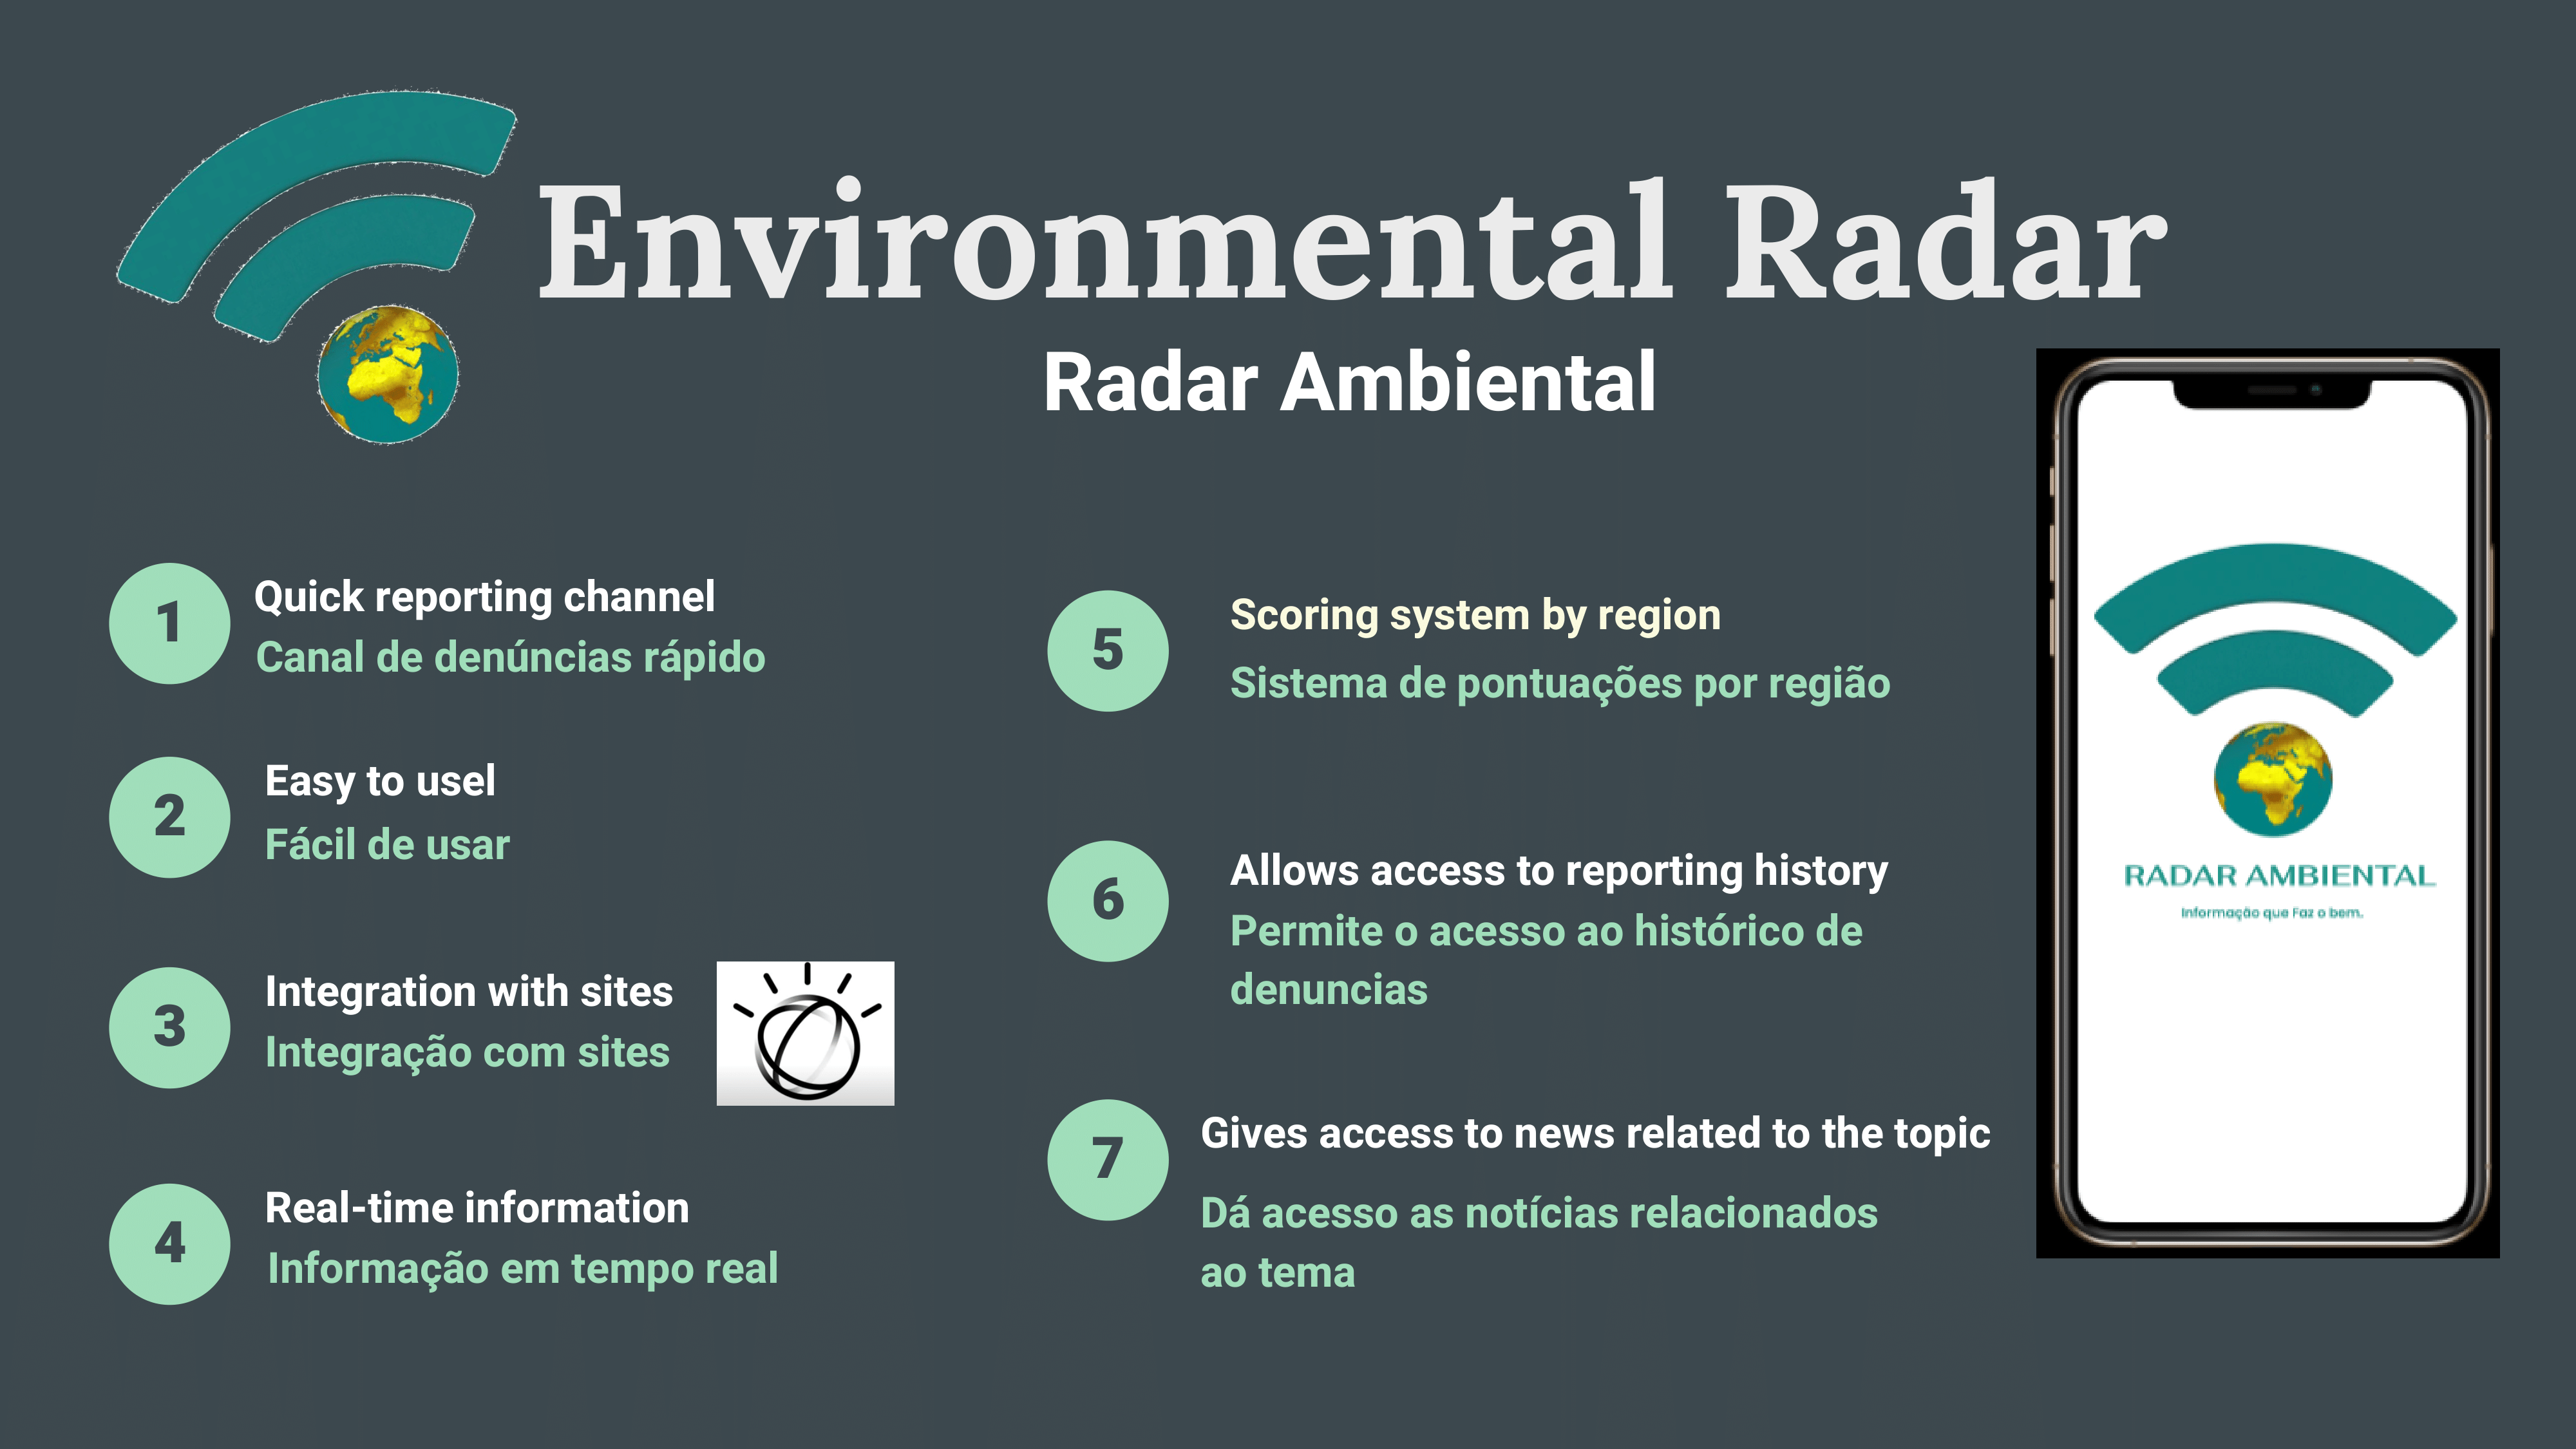 Environmental Radar
Radar Ambiental
1
Quick reporting channel
Canal de denúncias rápido
2
Easy to usel
Fácil de usar
3
Integration with sites
Integração com sites
4
Real-time information
Informação em tempo real
5
Scoring system by region
Sistema de pontuações por região
6
Allows access to reporting history
Permite o acesso ao histórico de
denuncias
7
Gives access to news related to the topic
Dá acesso as notícias relacionados
ao tema
RADAR AMBIENTAL
Informação que Faz o bem.